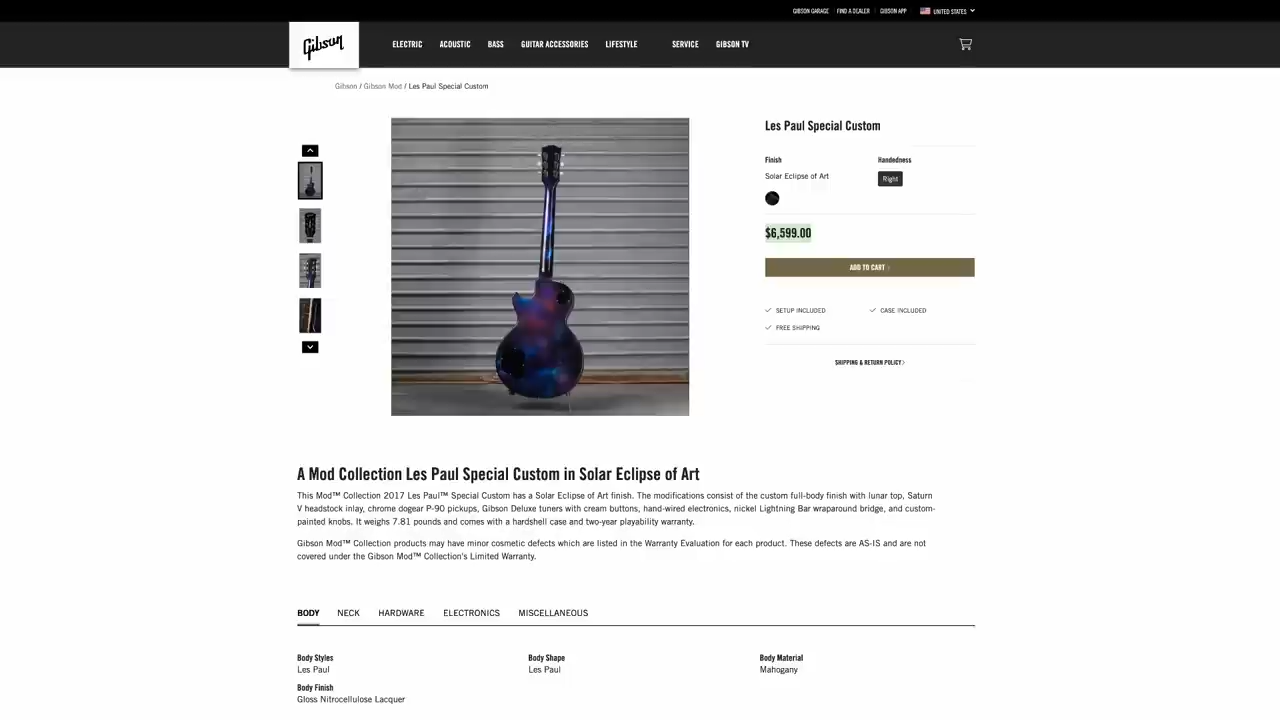 GIBSON GARAGE FIND A DEALER GIBSON APP UNITED STATES
Gibson ELECTRIC ACOUSTIC BASS GUITAR ACCESSORIES LIFESTYLE SERVICE GIBSON TV
Gibson / Gibson Mod / Les Paul Special Custom
Les Paul Special Custom
Finish Handedness
Solar Eclipse of Art Right
$6,599.00
ADD TO CART
SETUP INCLUDED CASE INCLUDED
FREE SHIPPING
SHIPPING & RETURN POLICY
A Mod Collection Les Paul Special Custom in Solar Eclipse of Art
This Mod™ Collection 2017 Les Paul™ Special Custom has a Solar Eclipse of Art finish. The modifications consist of the custom full-body finish with lunar top, Saturn
V headstock inlay, chrome dogear P-90 pickups, Gibson Deluxe tuners with cream buttons, hand-wired electronics, nickel Lightning Bar wraparound bridge, and custom-
painted knobs. It weighs 7.81 pounds and comes with a hardshell case and two-year playability warranty.
Gibson Mod™ Collection products may have minor cosmetic defects which are listed in the Warranty Evaluation for each product. These defects are AS-IS and are not
covered under the Gibson Mod™ Collection's Limited Warranty.
BODY NECK HARDWARE ELECTRONICS MISCELLANEOUS
Body Styles Body Shape Body Material
Les Paul Les Paul Mahogany
Body Finish
Gloss Nitrocellulose Lacquer